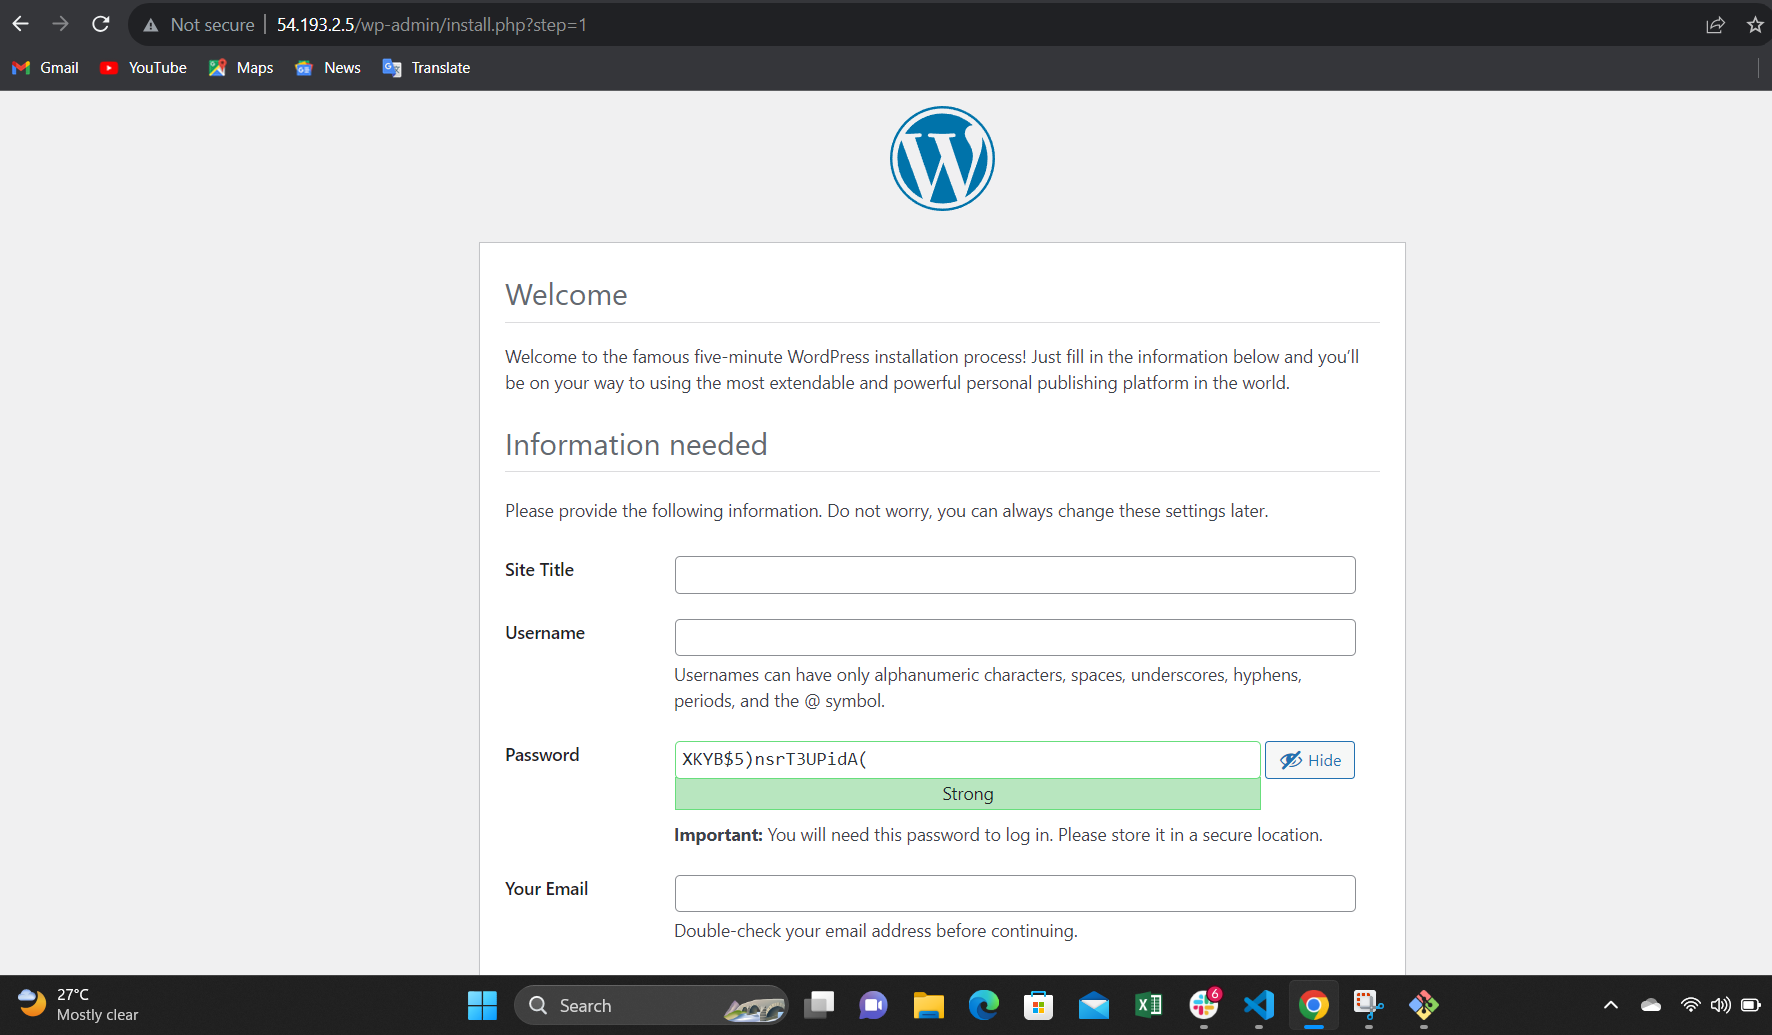 Not secure | 54.193.2.5/wp-admin/install.php?step=1
Gmail YouTube Maps News Translate
Welcome
Welcome to the famous five-minute WordPress installation process! Just fill in the information below and you’ll
be on your way to using the most extendable and powerful personal publishing platform in the world.
Information needed
Please provide the following information. Do not worry, you can always change these settings later.
Site Title
Username
Usernames can have only alphanumeric characters, spaces, underscores, hyphens,
periods, and the @ symbol.
Password XKYB$5)nsrT3UPidA( Hide
Strong
Important: You will need this password to log in. Please store it in a secure location.
Your Email
Double-check your email address before continuing.
27°C
Mostly clear
Search
6